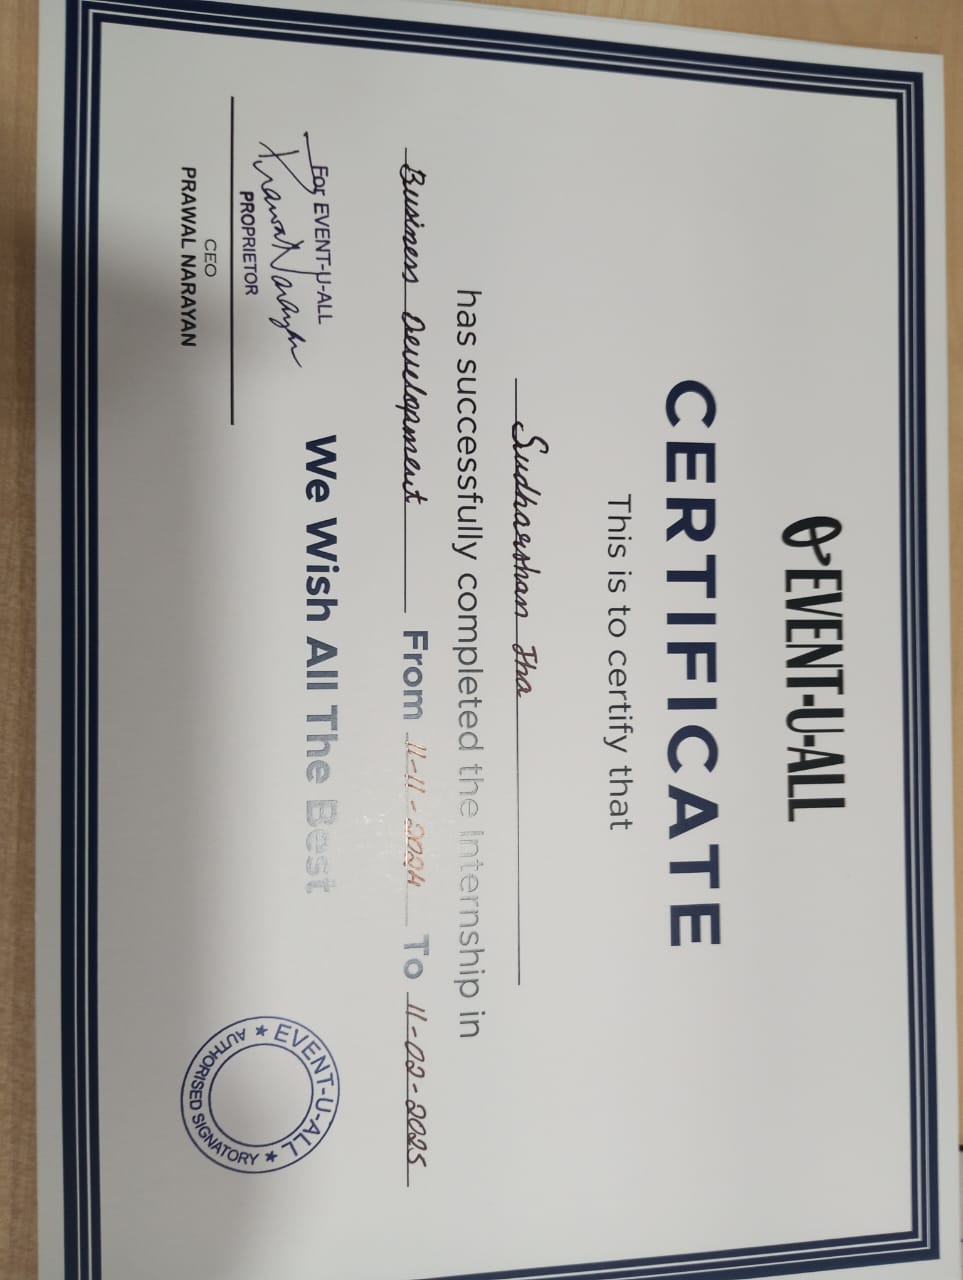 EVENT-U-ALL
CERTIFICATE
This is to certify that
Sudharshan Jha
has successfully completed the Internship in
Business Development From 11-11-2024 To 11-02-2025
We Wish All The Best
For EVENT-U-ALL
Prawal Narayan
PROPRIETOR
CEO
PRAWAL NARAYAN
EVENT-U-ALL
★ AUTHORISED SIGNATORY ★